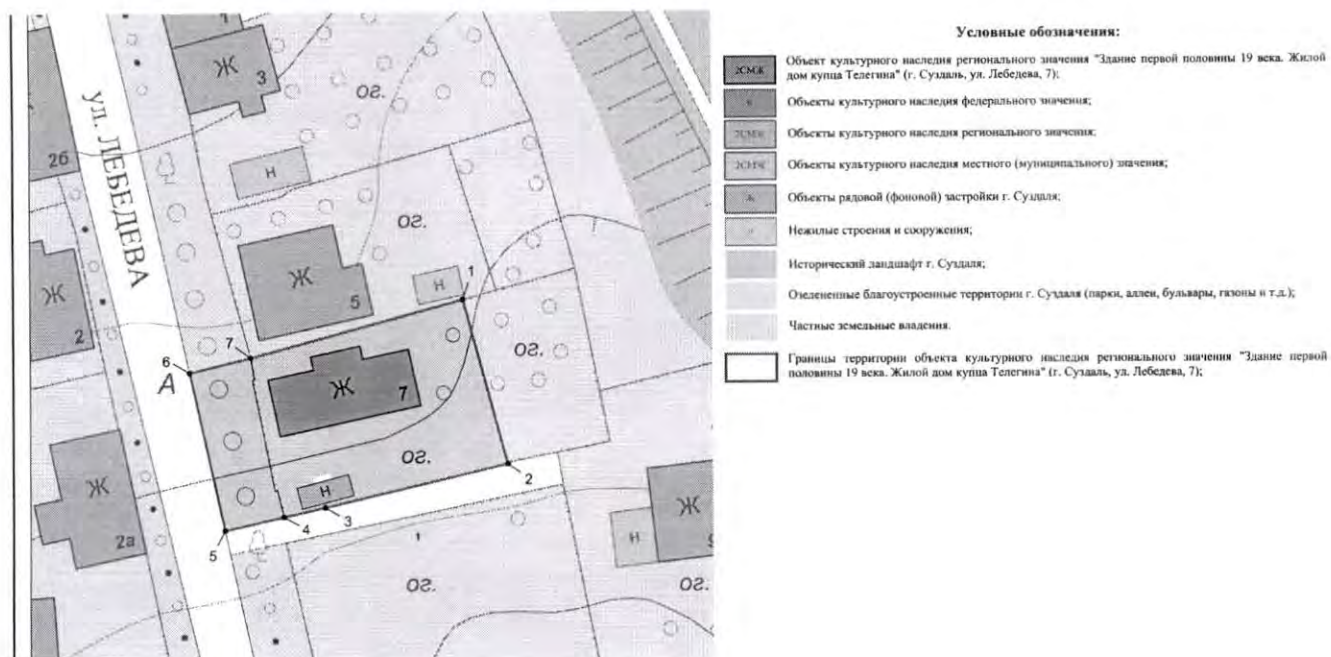 1
Ж
3
ог.
2б
ул. ЛЕБЕДЕВА
Н
ог.
Ж
Ж
5
Н
1
2
7
6
А
ог.
Ж
7
ог.
Н
2
Ж
3
4
5
2а
Ж
Н
ог.
ог.
Условные обозначения:
2СМЖ
Объект культурного наследия регионального значения "Здание первой половины 19 века. Жилой
дом купца Телегина" (г. Суздаль, ул. Лебедева, 7);
Объекты культурного наследия федерального значения;
2СМЖ
Объекты культурного наследия регионального значения;
2СМЖ
Объекты культурного наследия местного (муниципального) значения;
Ж
Объекты рядовой (фоновой) застройки г. Суздаля;
Н
Нежилые строения и сооружения;
Исторический ландшафт г. Суздаля;
Озелененные благоустроенные территории г. Суздаля (парки, аллеи, бульвары, газоны и т.д.);
Частные земельные владения.
Границы территории объекта культурного наследия регионального значения "Здание первой
половины 19 века. Жилой дом купца Телегина" (г. Суздаль, ул. Лебедева, 7);